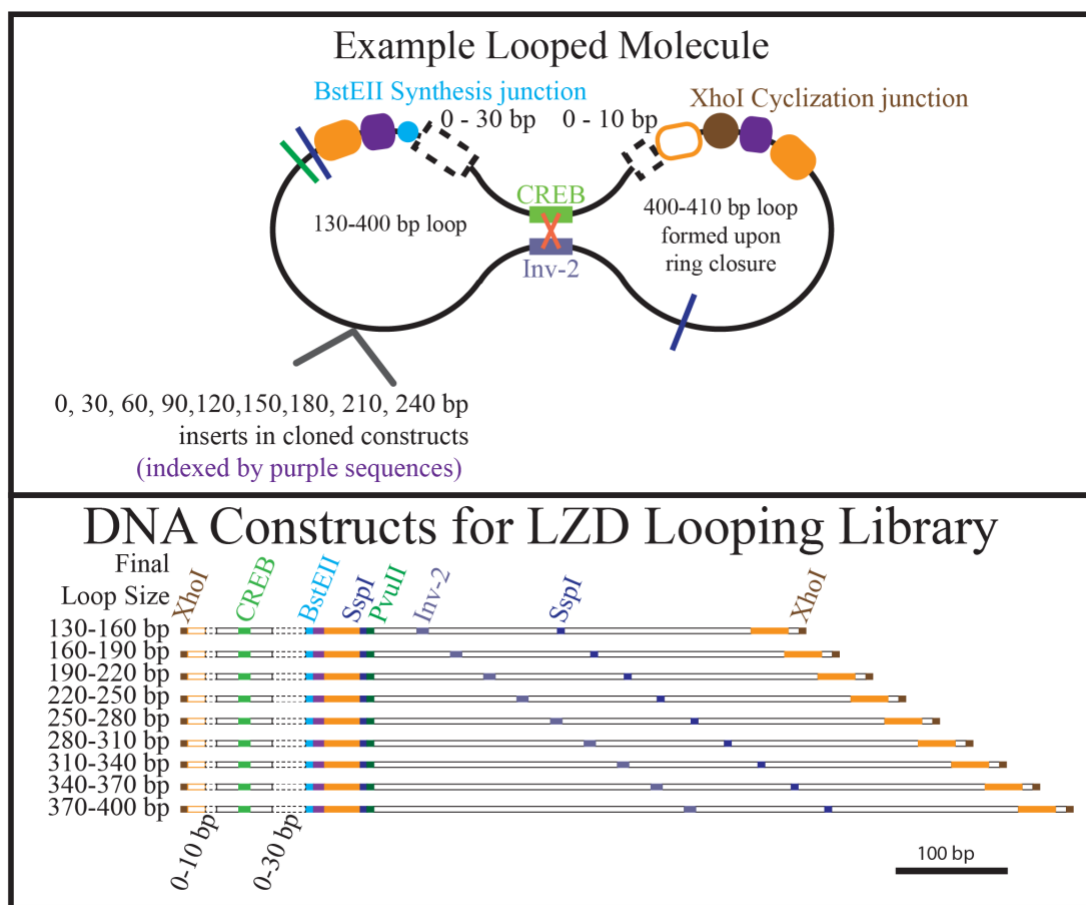 Example Looped Molecule
BstEII Synthesis junction
XhoI Cyclization junction
0 - 30 bp
0 - 10 bp
CREB
130-400 bp loop
400-410 bp loop
formed upon
ring closure
Inv-2
0, 30, 60, 90,120,150,180, 210, 240 bp
inserts in cloned constructs
(indexed by purple sequences)
DNA Constructs for LZD Looping Library
Final
Loop Size
XhoI
CREB
BstEII
SspI
PvuII
Inv-2
SspI
XhoI
130-160 bp
160-190 bp
190-220 bp
220-250 bp
250-280 bp
280-310 bp
310-340 bp
340-370 bp
370-400 bp
0-10 bp
0-30 bp
100 bp